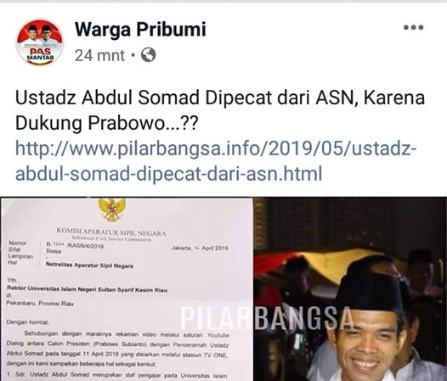 Warga Pribumi
24 mnt
PAS
MANTAB
Ustadz Abdul Somad Dipecat dari ASN, Karena
Dukung Prabowo...??
http://www.pilarbangsa.info/2019/05/ustadz-
abdul-somad-dipecat-dari-asn.html
KOMISI APARATUR SIPIL NEGARA
Indonesian Civil Service Commission
Nomor : /KASN/4/2019 Jakarta, April 2019
Sifat : Biasa
Lampiran :
Hal : Netralitas Aparatur Sipil Negara
Yth.
Rektor Universitas Islam Negeri Sultan Syarif Kasim Riau
di
Pekanbaru, Provinsi Riau
PILARBANGSA
Dengan hormat,
Sehubungan dengan maraknya rekaman video melalui saluran Youtube
Dialog antara Calon Presiden (Prabowo Subianto) dengan Penceramah Ustadz
Abdul Somad pada tanggal 11 April 2019 yang disiarkan melalui stasiun TV ONE,
dengan ini kami sampaikan beberapa hal sebagai berikut:
1. Sdr. Ustadz Abdul Somad merupakan staf pengajar pada Universitas Islam